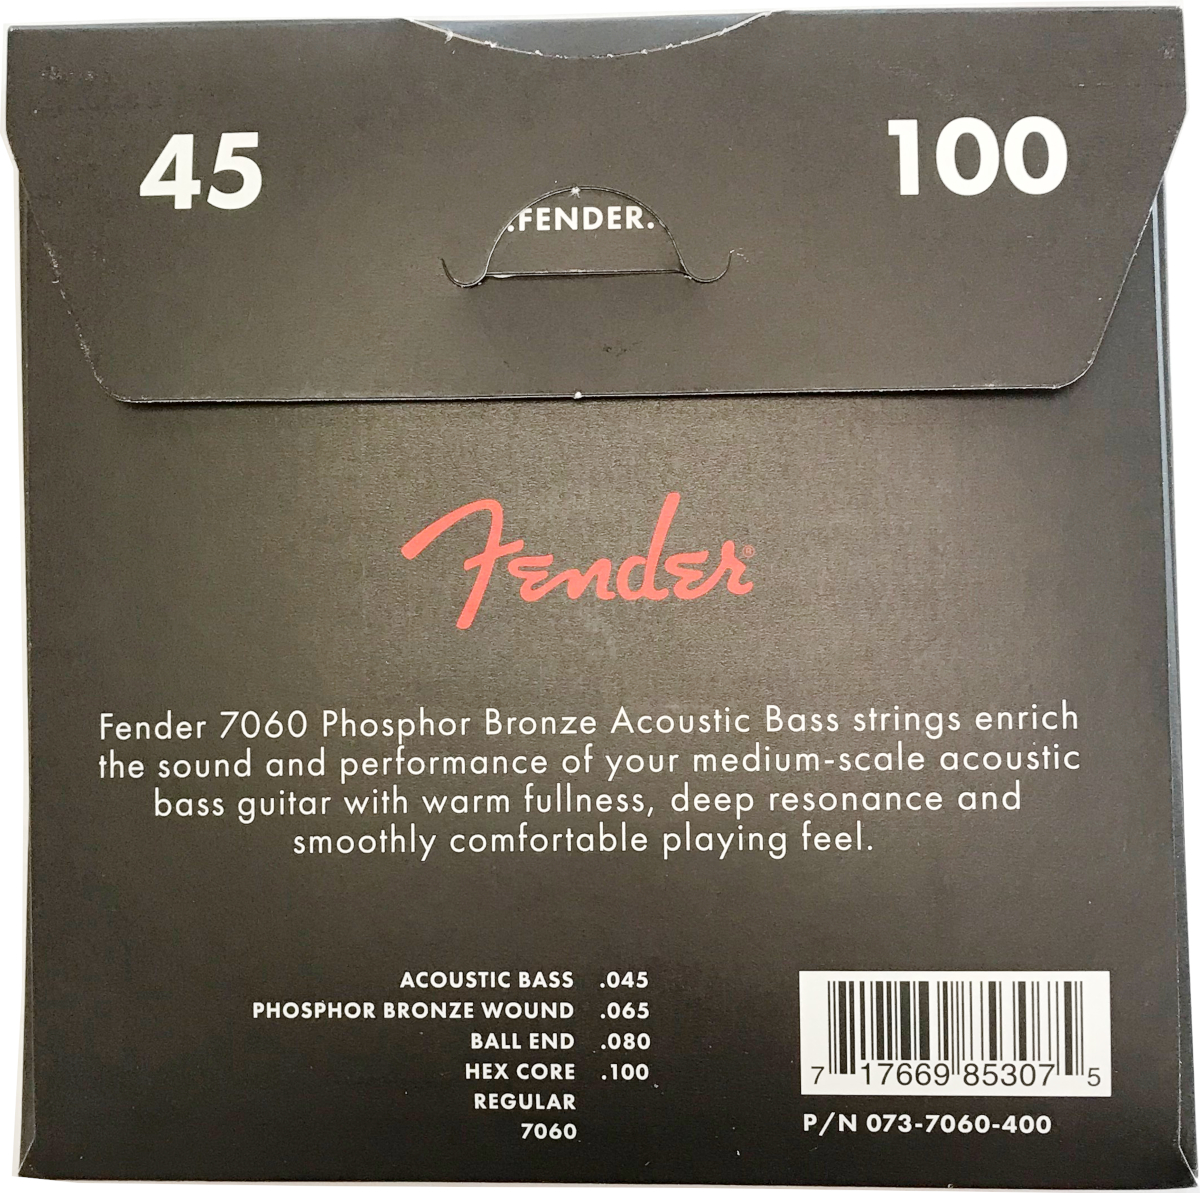 45 100
.FENDER.
Fender®
Fender 7060 Phosphor Bronze Acoustic Bass strings enrich
the sound and performance of your medium-scale acoustic
bass guitar with warm fullness, deep resonance and
smoothly comfortable playing feel.
ACOUSTIC BASS .045
PHOSPHOR BRONZE WOUND .065
BALL END .080
HEX CORE .100
REGULAR
7060
7 17669 85307 5
P/N 073-7060-400